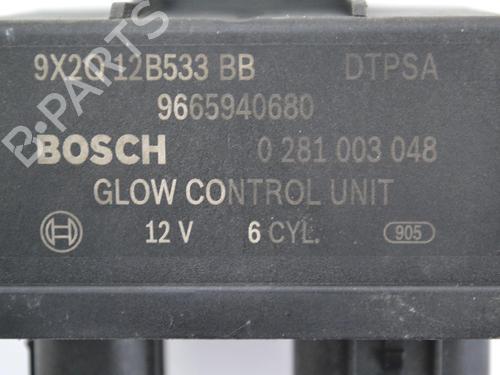 9X2Q 12B533 BB DTPSA
9665940680
BOSCH 0 281 003 048
GLOW CONTROL UNIT
12 V 6 CYL. 905
B-PARTS